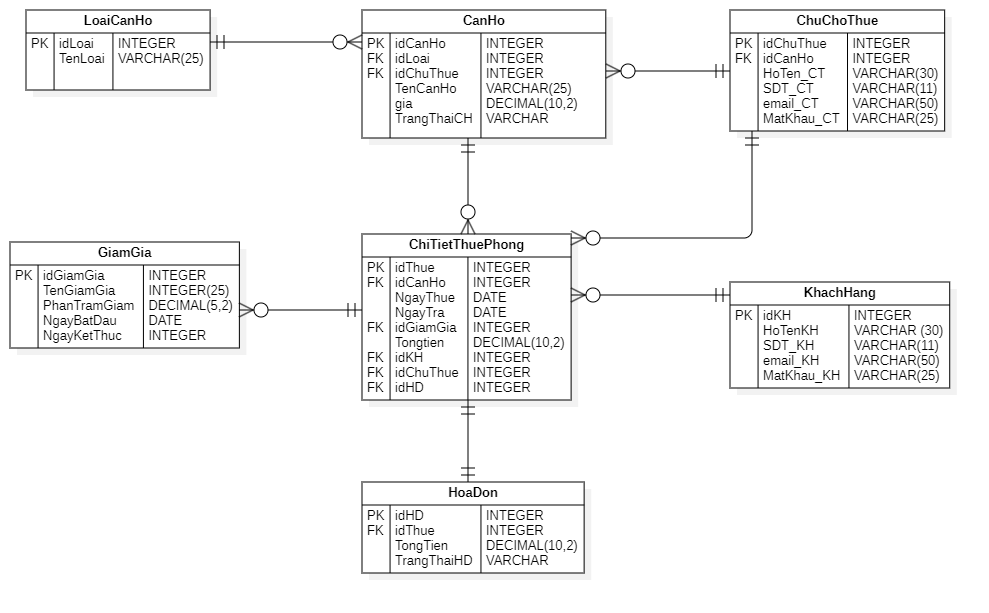 LoaiCanHo
PK idLoai INTEGER
TenLoai VARCHAR(25)
CanHo
PK idCanHo INTEGER
FK idLoai INTEGER
FK idChuThue INTEGER
TenCanHo VARCHAR(25)
gia DECIMAL(10,2)
TrangThaiCH VARCHAR
ChuChoThue
PK idChuThue INTEGER
FK idCanHo INTEGER
HoTen_CT VARCHAR(30)
SDT_CT VARCHAR(11)
email_CT VARCHAR(50)
MatKhau_CT VARCHAR(25)
GiamGia
PK idGiamGia INTEGER
TenGiamGia INTEGER(25)
PhanTramGiam DECIMAL(5,2)
NgayBatDau DATE
NgayKetThuc INTEGER
ChiTietThuePhong
PK idThue INTEGER
FK idCanHo INTEGER
NgayThue DATE
NgayTra DATE
FK idGiamGia INTEGER
Tongtien DECIMAL(10,2)
FK idKH INTEGER
FK idChuThue INTEGER
FK idHD INTEGER
KhachHang
PK idKH INTEGER
HoTenKH VARCHAR (30)
SDT_KH VARCHAR(11)
email_KH VARCHAR(50)
MatKhau_KH VARCHAR(25)
HoaDon
PK idHD INTEGER
FK idThue INTEGER
TongTien DECIMAL(10,2)
TrangThaiHD VARCHAR